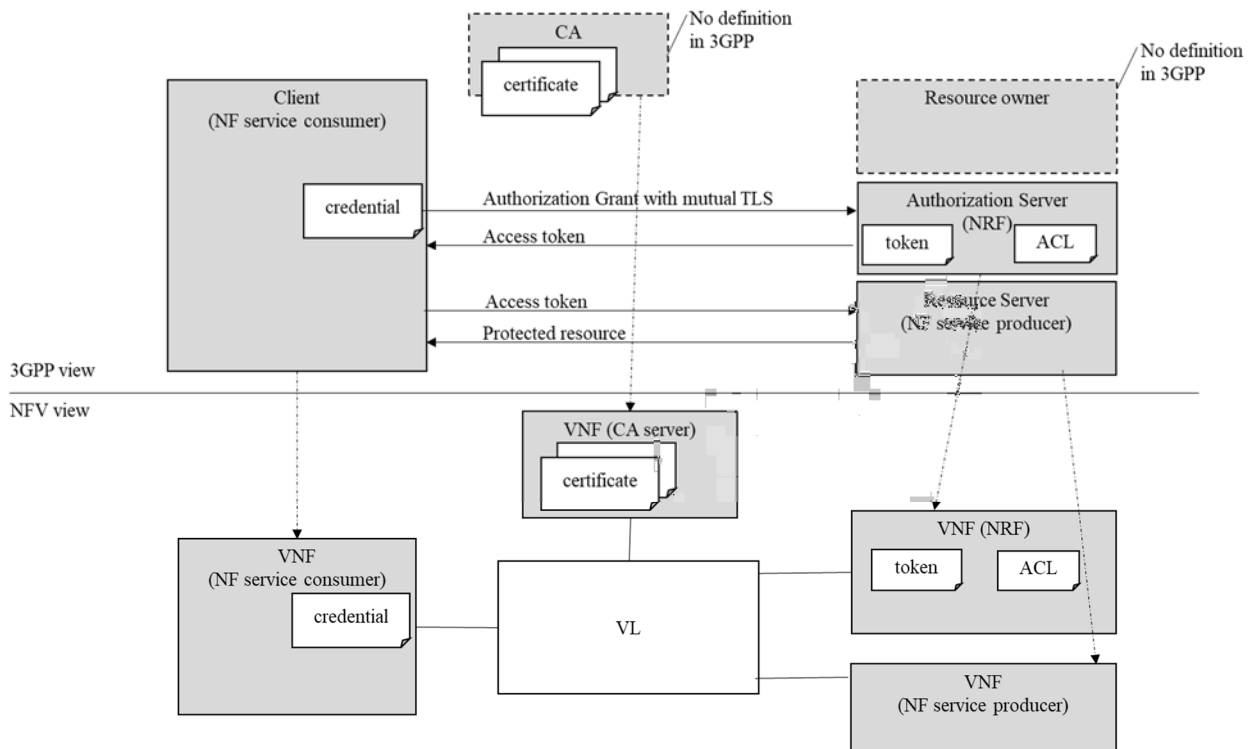 No definition
in 3GPP
CA
certificate
No definition
in 3GPP
Client
(NF service consumer)
Resource owner
credential
Authorization Grant with mutual TLS
Authorization Server
(NRF)
Access token
token
ACL
Access token
Resource Server
(NF service producer)
Protected resource
3GPP view
NFV view
VNF (CA server)
certificate
VNF (NRF)
token
ACL
VNF
(NF service consumer)
credential
VL
VNF
(NF service producer)